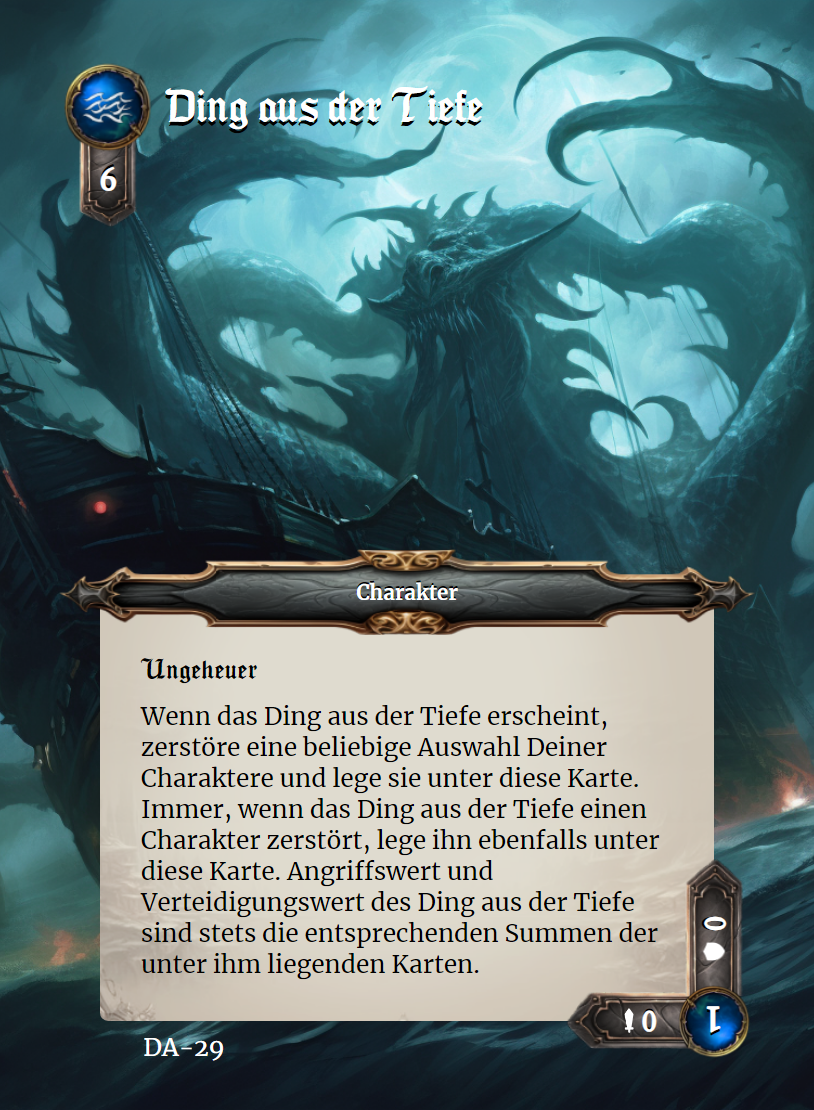 Ding aus der Tiefe
6
Charakter
Ungeheuer
Wenn das Ding aus der Tiefe erscheint,
zerstöre eine beliebige Auswahl Deiner
Charaktere und lege sie unter diese Karte.
Immer, wenn das Ding aus der Tiefe einen
Charakter zerstört, lege ihn ebenfalls unter
diese Karte. Angriffswert und
Verteidigungswert des Ding aus der Tiefe
sind stets die entsprechenden Summen der
unter ihm liegenden Karten.
0
0
1
DA-29